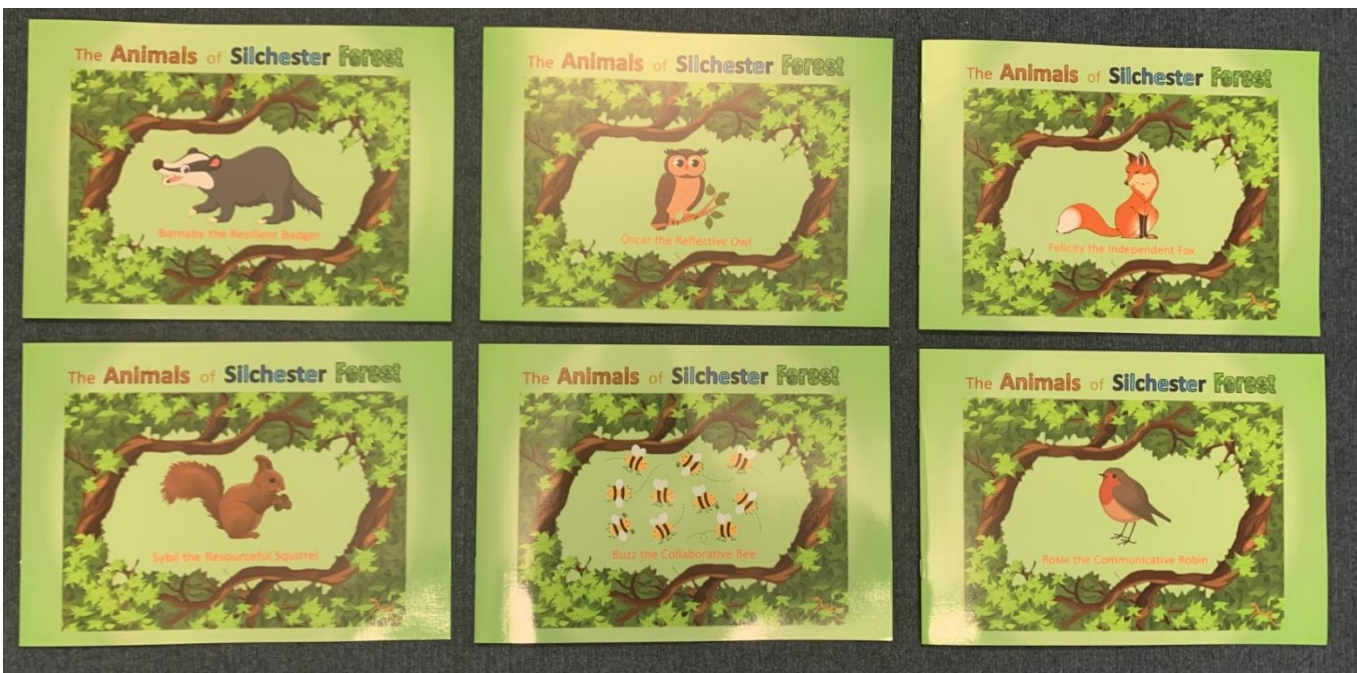 The Animals of Silchester Forest
Barnaby the Resilient Badger
The Animals of Silchester Forest
Oscar the Reflective Owl
The Animals of Silchester Forest
Felicity the Independent Fox
The Animals of Silchester Forest
Sybil the Resourceful Squirrel
The Animals of Silchester Forest
Buzz the Collaborative Bee
The Animals of Silchester Forest
Rosie the Communicative Robin